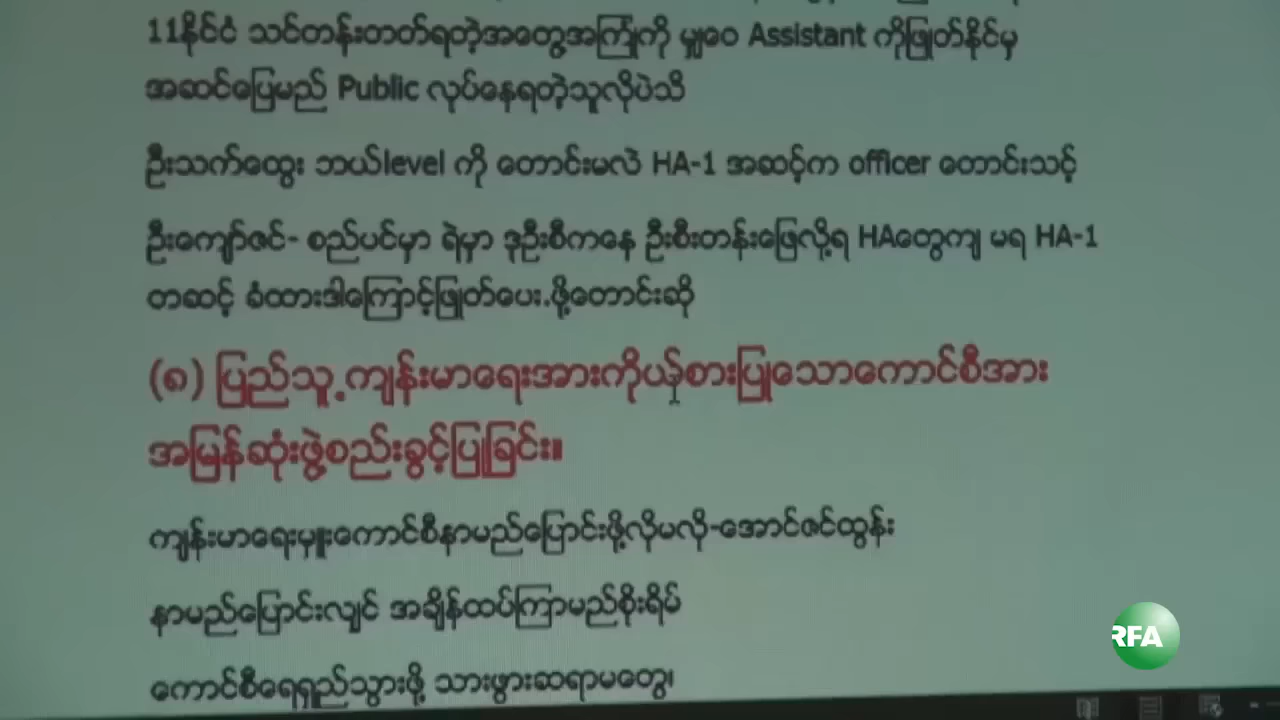 11နိုင်ငံ သင်တန်းတတ်ရတဲ့အတွေ့အကြုံကို မျှဝေ Assistant ကိုဖြုတ်နိုင်မှ
အဆင်ပြေမည် Public လုပ်နေရတဲ့သူလိုပဲသိ
ဦးသက်ထွေး ဘယ်level ကို တောင်းမလဲ HA-1 အဆင့်က officer တောင်းသင့်
ဦးကျော်ဇင်- စည်ပင်မှာ ရဲမှာ ဒုဦးစီကနေ ဦးစီးတန်းဖြေလို့ရ HAတွေကျ မရ HA-1
တဆင့် ခံထားဒါကြောင့်ဖြုတ်ပေး.ဖို့တောင်းဆို
(၈) ပြည်သူ့ကျန်းမာရေးအားကိုယ်စားပြုသောကောင်စီအား
အမြန်ဆုံးဖွဲ့စည်းခွင့်ပြုခြင်း။
ကျန်းမာရေးမှူးကောင်စီနာမည်ပြောင်းဖို့လိုမလို-အောင်ဇင်ထွန်း
နာမည်ပြောင်းလျင် အချိန်ထပ်ကြာမည်စိုးရိမ်
ကောင်စီရေရှည်သွားဖို့ သားဖွားဆရာမတွေ၊
RFA